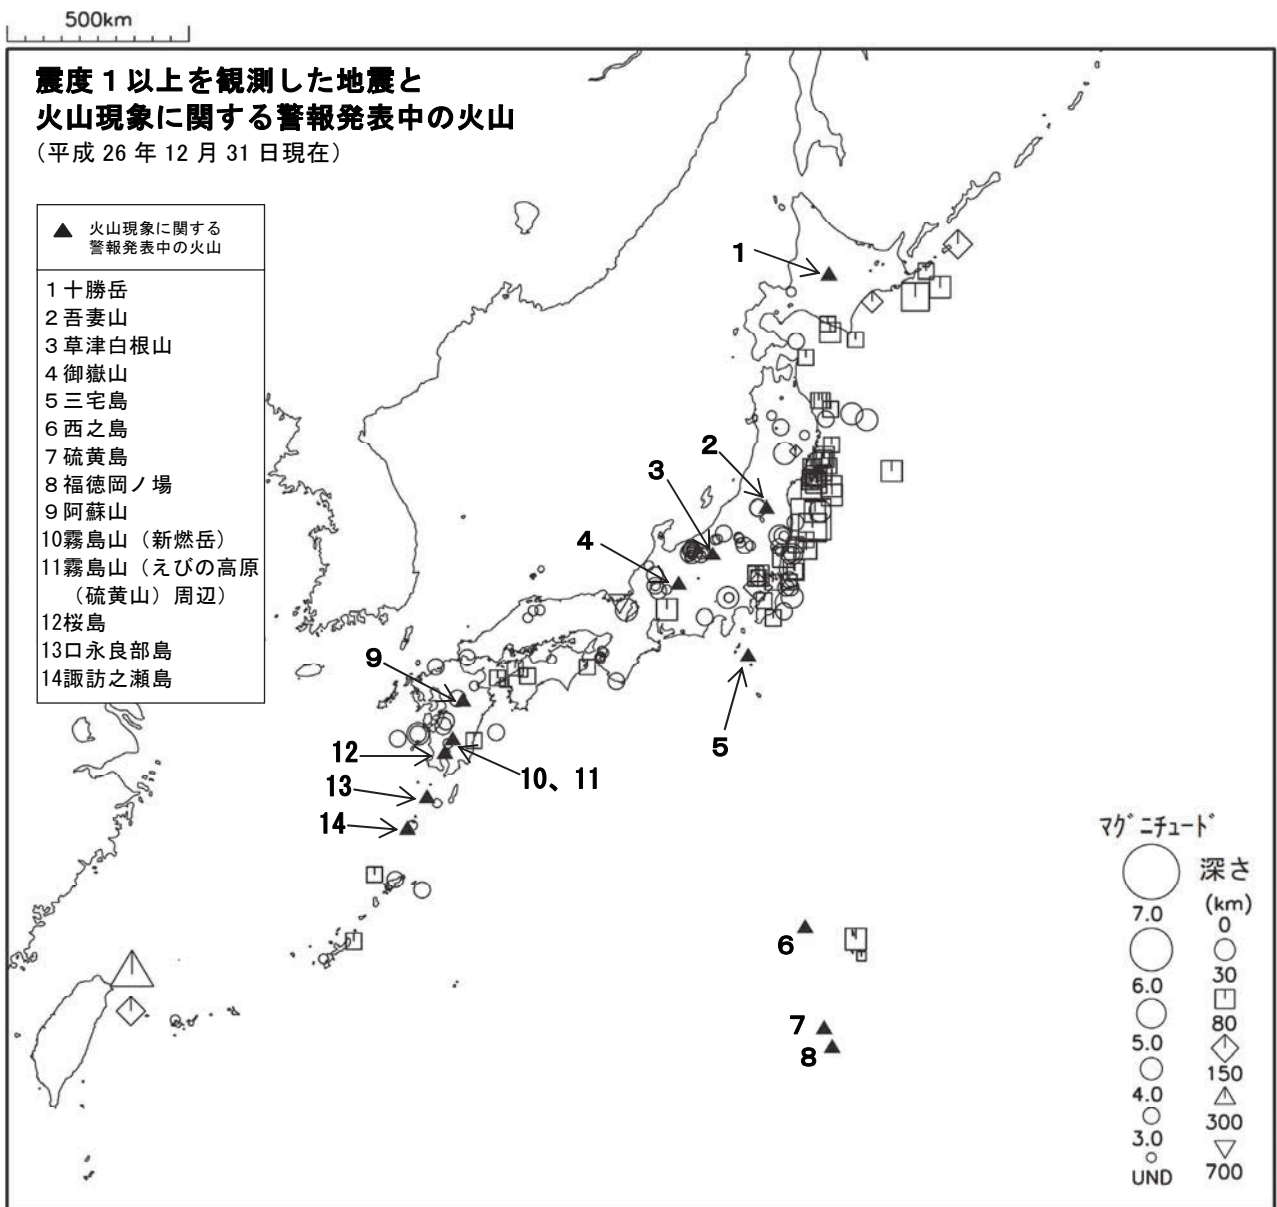 500km
震度１以上を観測した地震と
火山現象に関する警報発表中の火山
（平成 26 年 12 月 31 日現在）
▲ 火山現象に関する
警報発表中の火山
1十勝岳
2吾妻山
3草津白根山
4御嶽山
5三宅島
6西之島
7硫黄島
8福徳岡ノ場
9阿蘇山
10霧島山（新燃岳）
11霧島山（えびの高原
（硫黄山）周辺）
12桜島
13口永良部島
14諏訪之瀬島
1
2
3
4
9
5
12
10、11
13
14
6
7
8
ﾏｸﾞﾆﾁｭｰﾄﾞ
深さ
(km)
7.0
0
6.0
30
5.0
80
4.0
150
3.0
300
UND
700